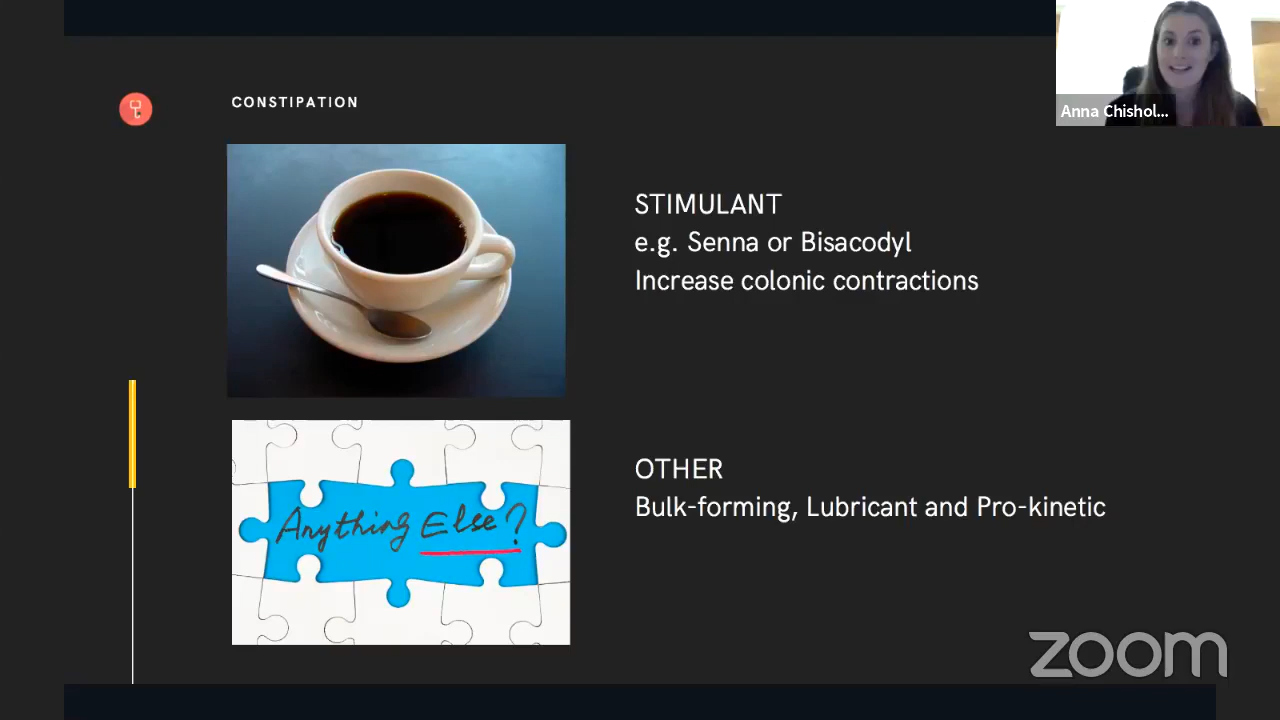 CONSTIPATION
Anna Chishol...
STIMULANT
e.g. Senna or Bisacodyl
Increase colonic contractions
Anything Else?
OTHER
Bulk-forming, Lubricant and Pro-kinetic
zoom